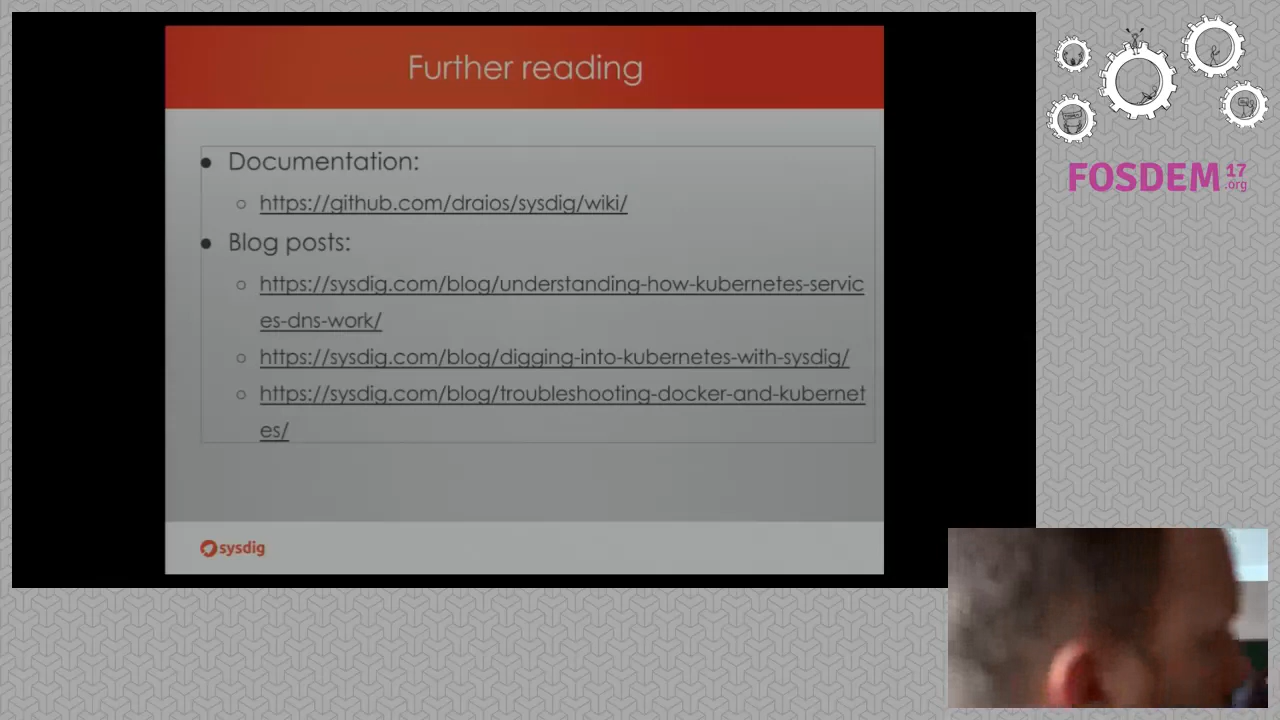 Further reading
● Documentation:
○ https://github.com/draios/sysdig/wiki/
● Blog posts:
○ https://sysdig.com/blog/understanding-how-kubernetes-servic
es-dns-work/
○ https://sysdig.com/blog/digging-into-kubernetes-with-sysdig/
○ https://sysdig.com/blog/troubleshooting-docker-and-kubernet
es/
sysdig
FOSDEM 17
.org